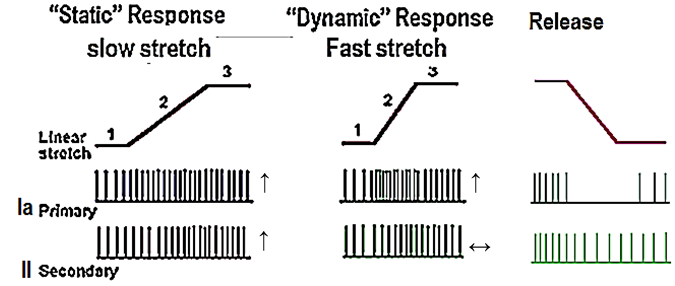 “Static” Response
slow stretch
“Dynamic” Response
Fast stretch
Release
1
2
3
Linear
stretch
1
2
3
Ia Primary
↑
↑
II Secondary
↑
↔